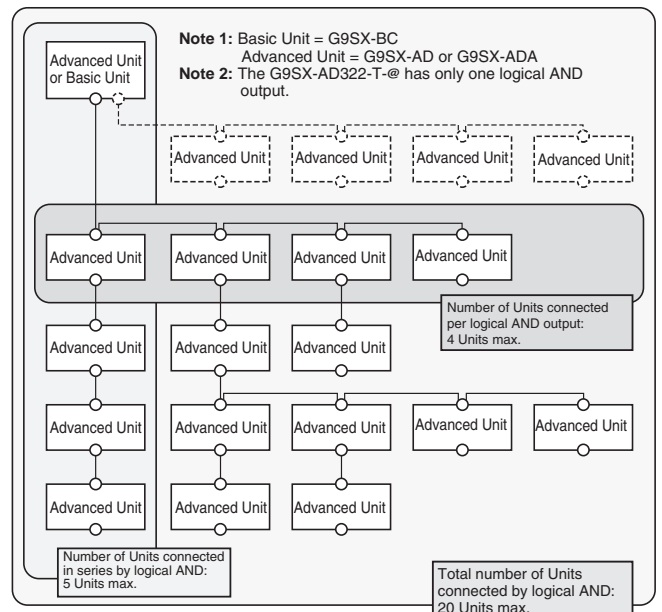 Advanced Unit
or Basic Unit
Note 1: Basic Unit = G9SX-BC
Advanced Unit = G9SX-AD or G9SX-ADA
Note 2: The G9SX-AD322-T-@ has only one logical AND
output.
Advanced Unit
Advanced Unit
Advanced Unit
Advanced Unit
Advanced Unit
Advanced Unit
Advanced Unit
Advanced Unit
Number of Units connected
per logical AND output:
4 Units max.
Advanced Unit
Advanced Unit
Advanced Unit
Advanced Unit
Advanced Unit
Advanced Unit
Advanced Unit
Advanced Unit
Advanced Unit
Advanced Unit
Advanced Unit
Number of Units connected
in series by logical AND:
5 Units max.
Total number of Units
connected by logical AND:
20 Units max.